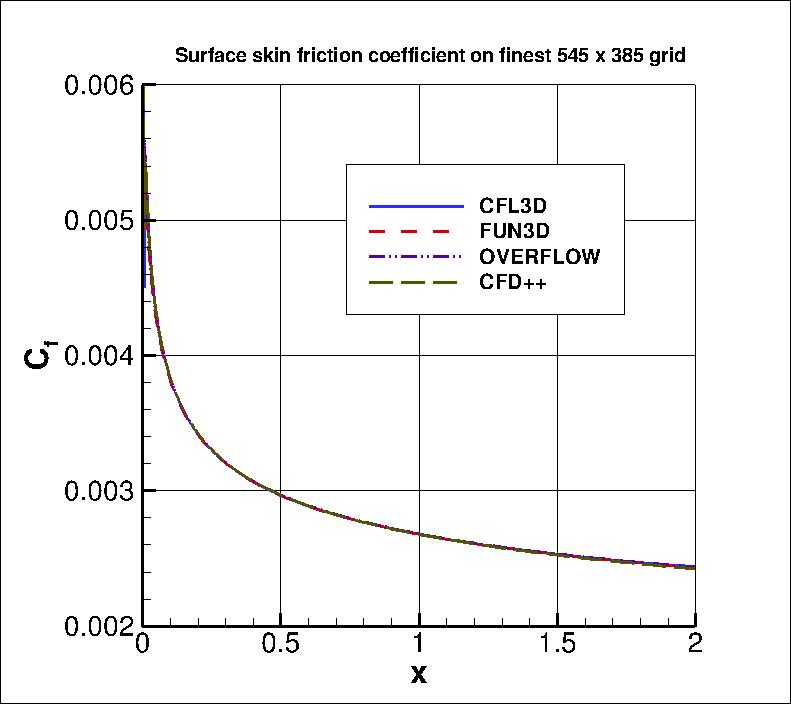 Surface skin friction coefficient on finest 545 x 385 grid
0.006
0.005
0.004
0.003
0.002
Cf
CFL3D
FUN3D
OVERFLOW
CFD++
0 0.5 1 1.5 2
x